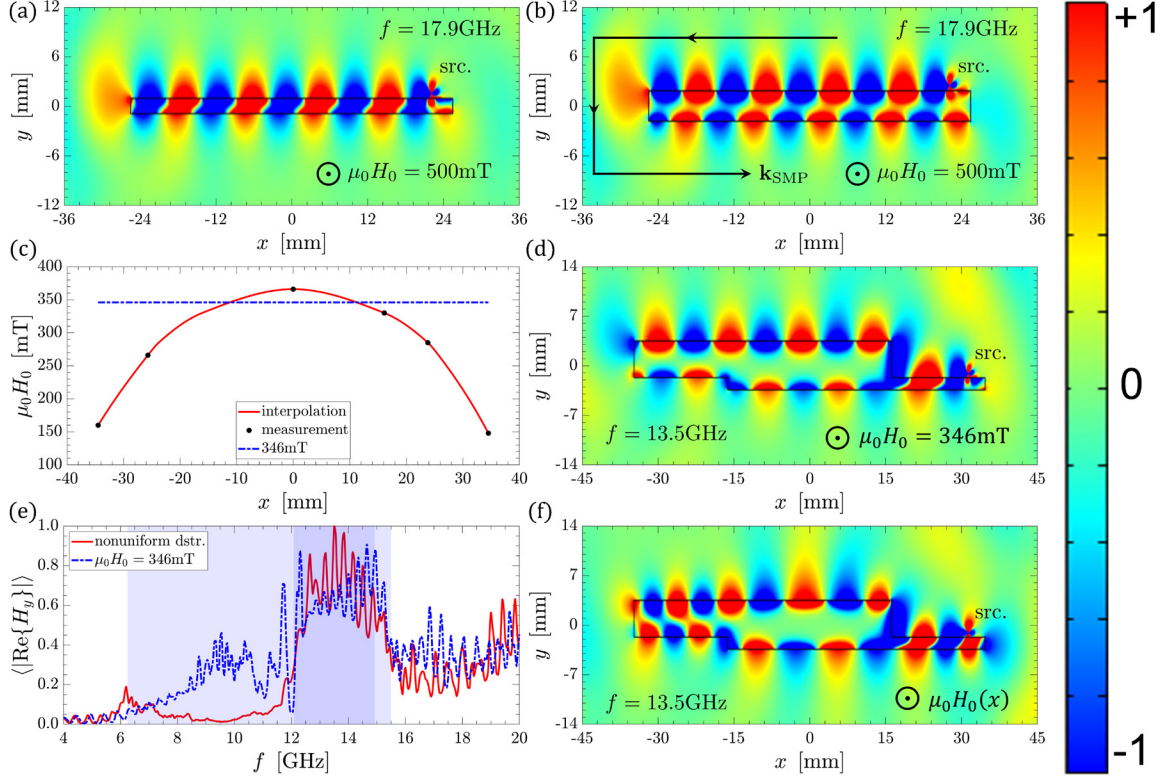 (a)
12
6
0
-6
-12
y [mm]
f = 17.9GHz
src.
⊙ μ₀H₀ = 500mT
-36 -24 -12 0 12 24 36
x [mm]
(b)
12
6
0
-6
-12
y [mm]
f = 17.9GHz
src.
k_SMP
⊙ μ₀H₀ = 500mT
-36 -24 -12 0 12 24 36
x [mm]
+1
0
-1
(c)
400
350
300
250
200
150
100
μ₀H₀ [mT]
interpolation
measurement
346mT
-40 -30 -20 -10 0 10 20 30 40
x [mm]
(d)
14
7
0
-7
-14
y [mm]
src.
f = 13.5GHz
⊙ μ₀H₀ = 346mT
-45 -30 -15 0 15 30 45
x [mm]
(e)
1.0
0.8
0.6
0.4
0.2
0.0
⟨|Re{H_y}|⟩
nonuniform dstr.
μ₀H₀ = 346mT
4 6 8 10 12 14 16 18 20
f [GHz]
(f)
14
7
0
-7
-14
y [mm]
src.
f = 13.5GHz
⊙ μ₀H₀(x)
-45 -30 -15 0 15 30 45
x [mm]